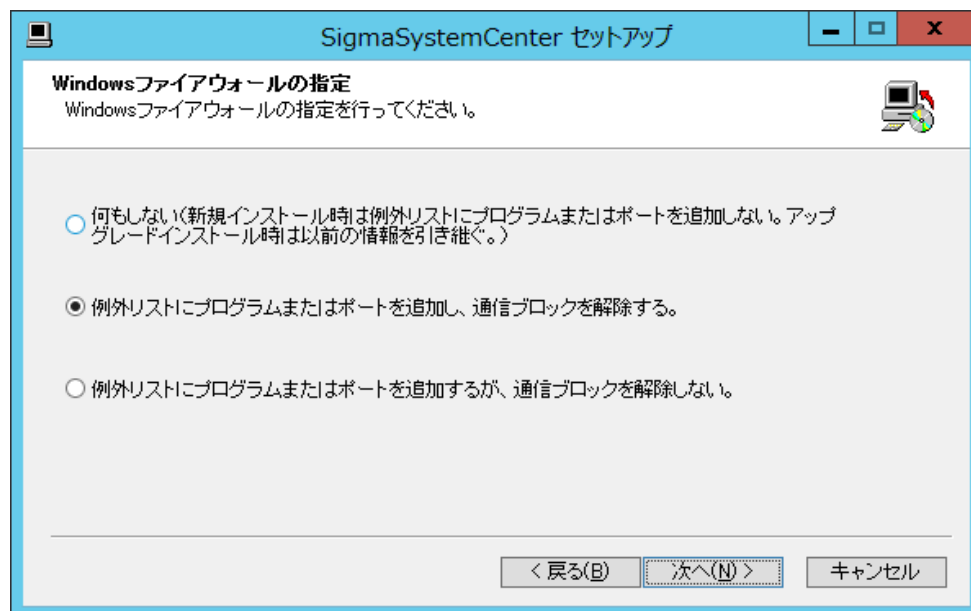 SigmaSystemCenter セットアップ
Windowsファイアウォールの指定
Windowsファイアウォールの指定を行ってください。
何もしない(新規インストール時は例外リストにプログラムまたはポートを追加しない。アップ
グレードインストール時は以前の情報を引き継ぐ。)
例外リストにプログラムまたはポートを追加し、通信ブロックを解除する。
例外リストにプログラムまたはポートを追加するが、通信ブロックを解除しない。
< 戻る(B)
次へ(N) >
キャンセル